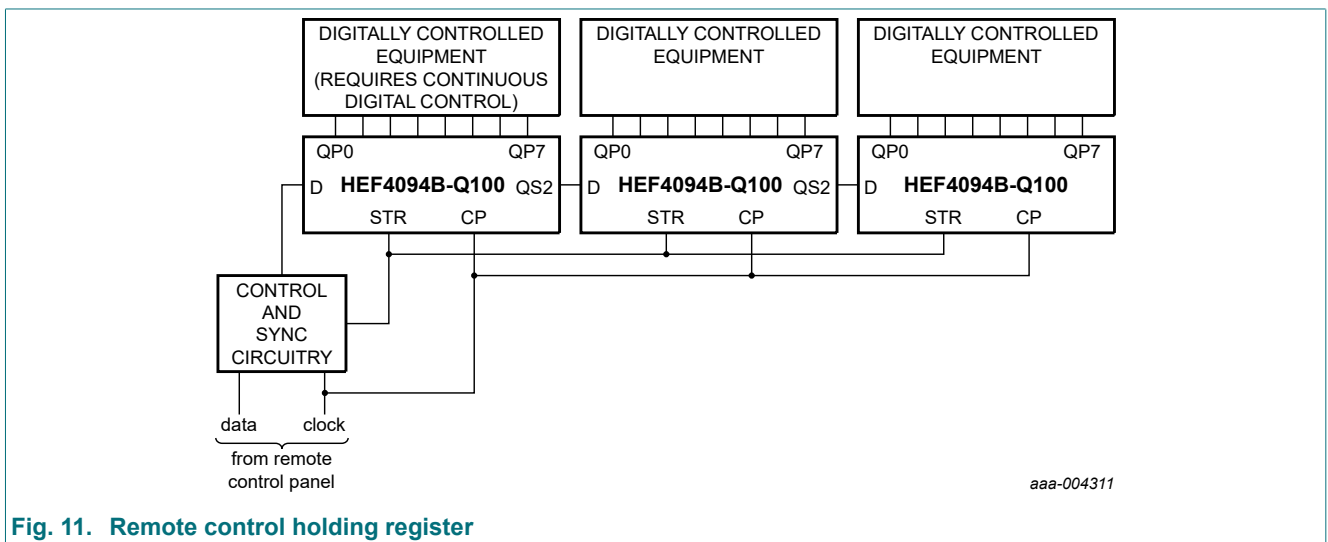 DIGITALLY CONTROLLED
EQUIPMENT
(REQUIRES CONTINUOUS
DIGITAL CONTROL)
DIGITALLY CONTROLLED
EQUIPMENT
DIGITALLY CONTROLLED
EQUIPMENT
QP0 QP7
D HEF4094B-Q100 QS2
STR CP
QP0 QP7
D HEF4094B-Q100 QS2
STR CP
QP0 QP7
D HEF4094B-Q100
STR CP
CONTROL
AND
SYNC
CIRCUITRY
data clock
from remote
control panel
aaa-004311
Fig. 11. Remote control holding register